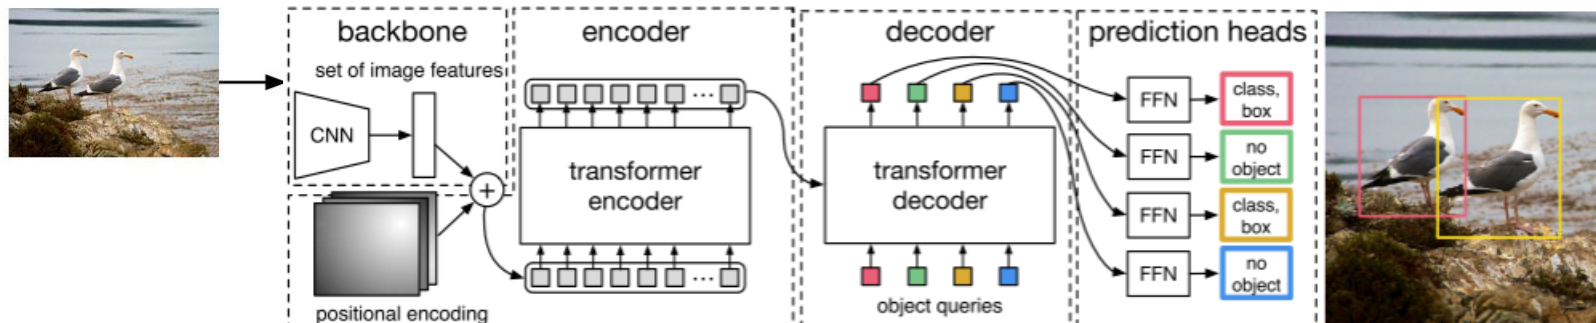 backbone
set of image features
CNN
+
positional encoding
encoder
...
transformer
encoder
...
decoder
transformer
decoder
object queries
prediction heads
FFN
class,
box
FFN
no
object
FFN
class,
box
FFN
no
object